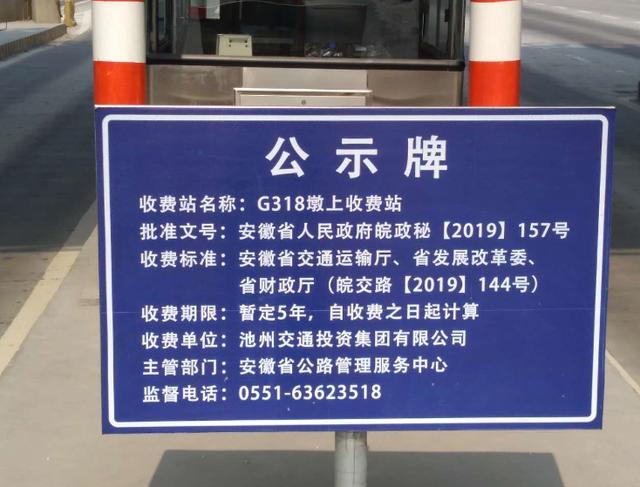 公示牌
收费站名称：G318墩上收费站
批准文号：安徽省人民政府皖政秘【2019】157号
收费标准：安徽省交通运输厅、省发展改革委、
省财政厅（皖交路【2019】144号）
收费期限：暂定5年，自收费之日起计算
收费单位：池州交通投资集团有限公司
主管部门：安徽省公路管理服务中心
监督电话：0551-63623518